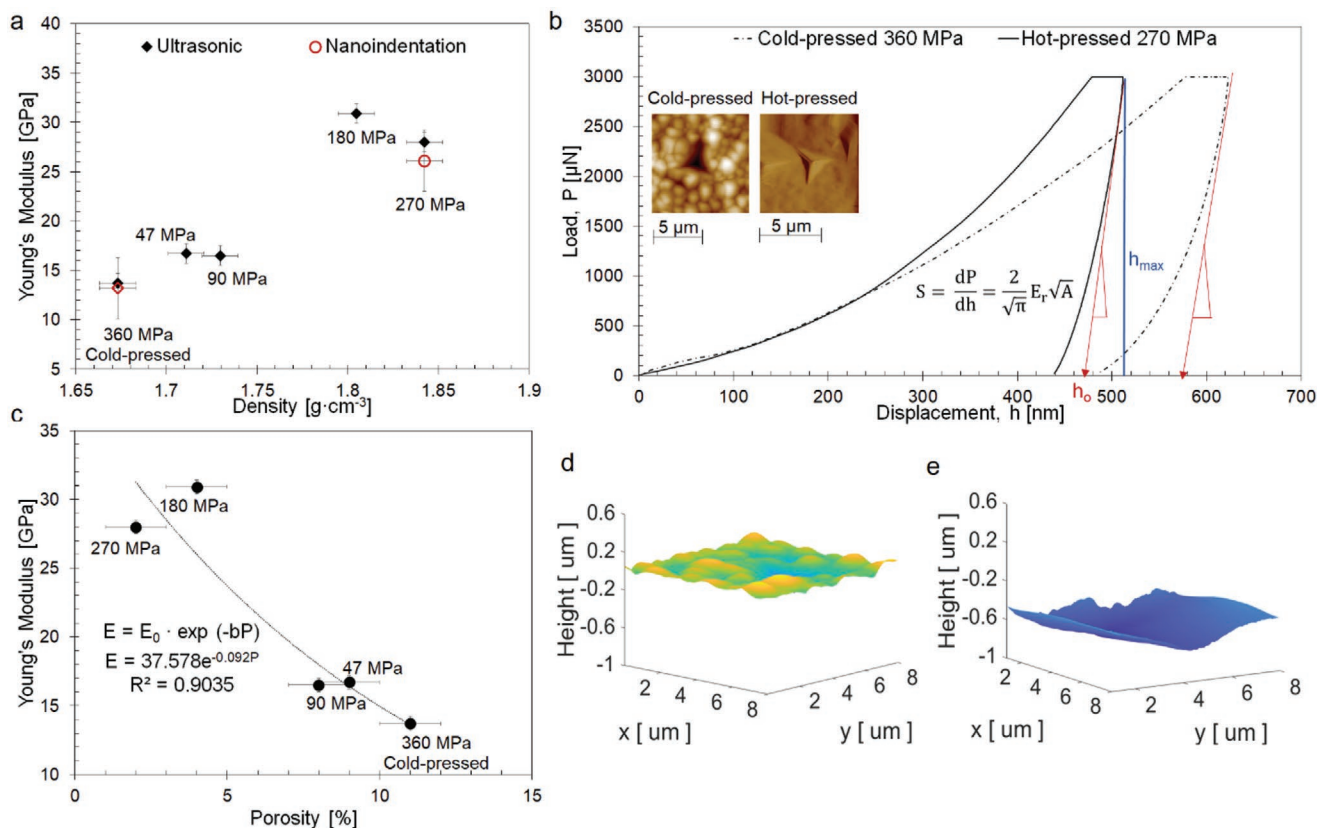 a
Young's Modulus [GPa]
40
35
30
25
20
15
10
5
Ultrasonic
Nanoindentation
180 MPa
270 MPa
47 MPa
90 MPa
360 MPa
Cold-pressed
1.65
1.7
1.75
1.8
1.85
1.9
Density [g·cm⁻³]
b
Load, P [µN]
3500
3000
2500
2000
1500
1000
500
0
Cold-pressed 360 MPa
Hot-pressed 270 MPa
Cold-pressed
Hot-pressed
5 µm
5 µm
S = dP/dh = 2/√π E_r√A
h_max
h_o
0
100
200
300
400
500
600
700
Displacement, h [nm]
c
Young's Modulus [GPa]
35
30
25
20
15
10
180 MPa
270 MPa
E = E₀ · exp (-bP)
E = 37.578e^-0.092P
R² = 0.9035
47 MPa
90 MPa
360 MPa
Cold-pressed
0
5
10
15
Porosity [%]
d
Height [ um]
0.6
0.2
-0.2
-0.6
-1
2
4
6
8
x [ um]
2
4
6
8
y [ um]
e
Height [ um]
0.6
0.2
-0.2
-0.6
-1
2
4
6
8
x [ um]
2
4
6
8
y [ um]